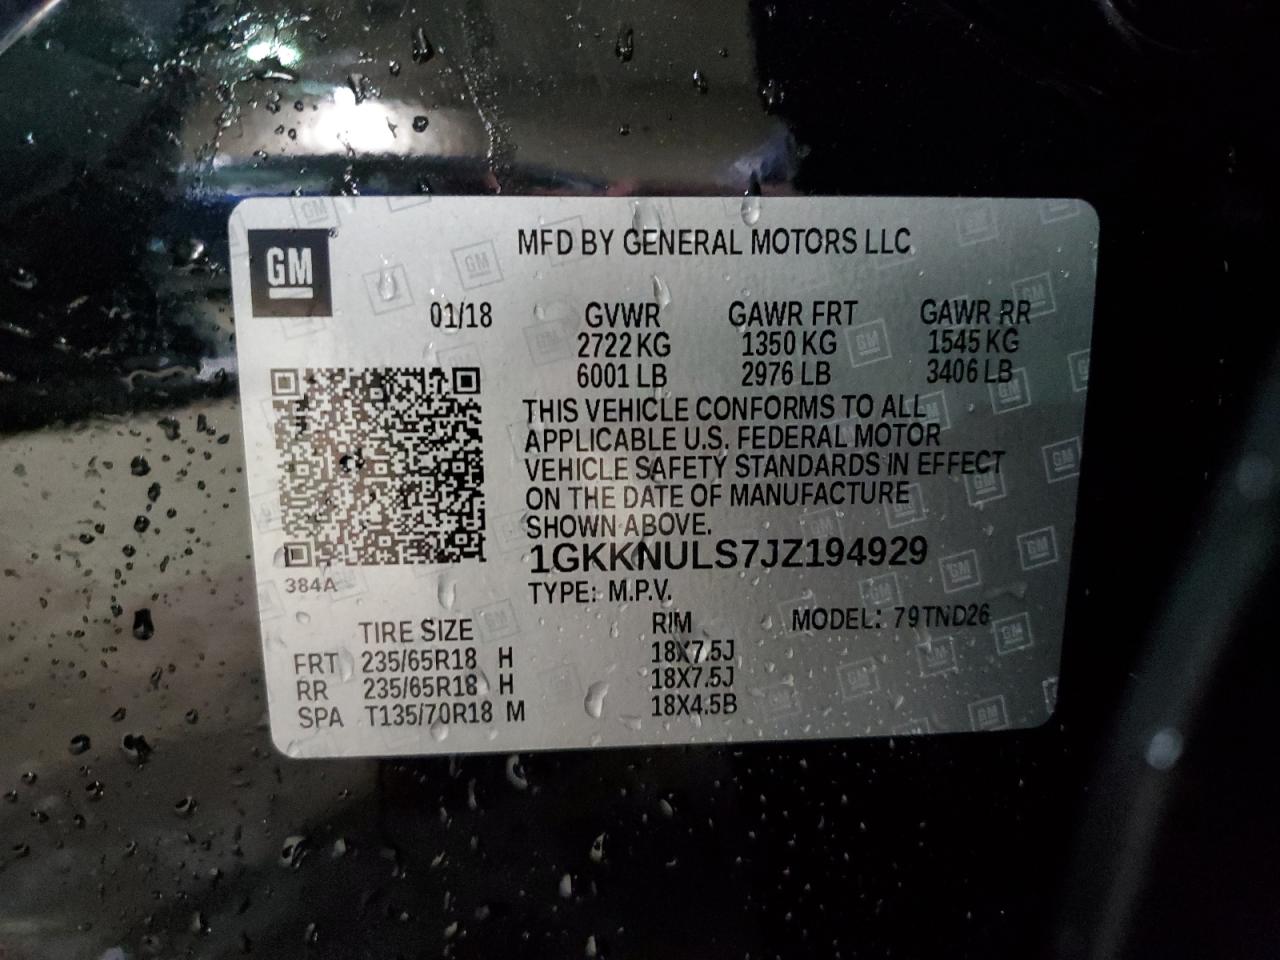 GM
MFD BY GENERAL MOTORS LLC
01/18 GVWR GAWR FRT GAWR RR
2722 KG 1350 KG 1545 KG
6001 LB 2976 LB 3406 LB
THIS VEHICLE CONFORMS TO ALL
APPLICABLE U.S. FEDERAL MOTOR
VEHICLE SAFETY STANDARDS IN EFFECT
ON THE DATE OF MANUFACTURE
SHOWN ABOVE.
1GKKNULS7JZ194929
384A
TYPE: M.P.V.
TIRE SIZE RIM MODEL: 79TND26
FRT 235/65R18 H 18X7.5J
RR 235/65R18 H 18X7.5J
SPA T135/70R18 M 18X4.5B